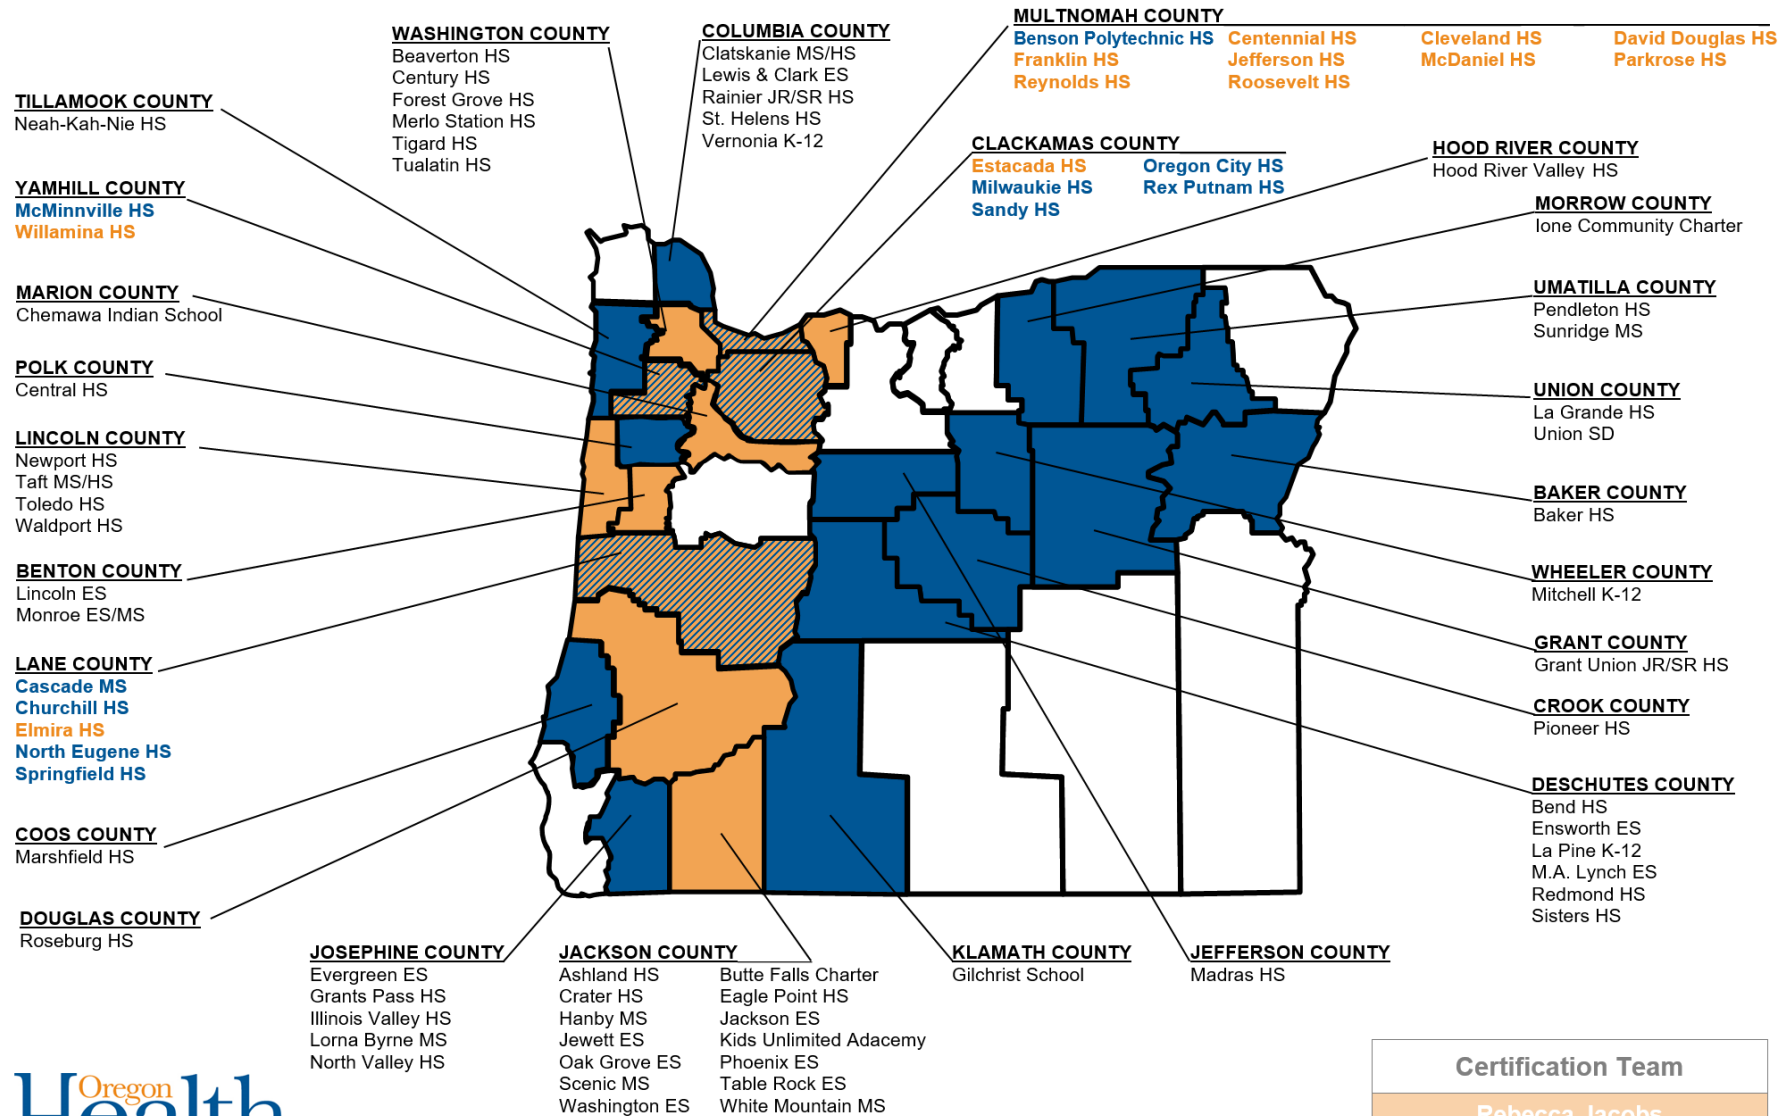 MULTNOMAH COUNTY
Benson Polytechnic HS Centennial HS Cleveland HS David Douglas HS
Franklin HS Jefferson HS McDaniel HS Parkrose HS
Reynolds HS Roosevelt HS
WASHINGTON COUNTY
Beaverton HS
Century HS
Forest Grove HS
Merlo Station HS
Tigard HS
Tualatin HS
COLUMBIA COUNTY
Clatskanie MS/HS
Lewis & Clark ES
Rainier JR/SR HS
St. Helens HS
Vernonia K-12
CLACKAMAS COUNTY
Estacada HS Oregon City HS
Milwaukie HS Rex Putnam HS
Sandy HS
HOOD RIVER COUNTY
Hood River Valley HS
MORROW COUNTY
Ione Community Charter
UMATILLA COUNTY
Pendleton HS
Sunridge MS
UNION COUNTY
La Grande HS
Union SD
BAKER COUNTY
Baker HS
WHEELER COUNTY
Mitchell K-12
GRANT COUNTY
Grant Union JR/SR HS
CROOK COUNTY
Pioneer HS
DESCHUTES COUNTY
Bend HS
Ensworth ES
La Pine K-12
M.A. Lynch ES
Redmond HS
Sisters HS
TILLAMOOK COUNTY
Neah-Kah-Nie HS
YAMHILL COUNTY
McMinnville HS
Willamina HS
MARION COUNTY
Chemawa Indian School
POLK COUNTY
Central HS
LINCOLN COUNTY
Newport HS
Taft MS/HS
Toledo HS
Waldport HS
BENTON COUNTY
Lincoln ES
Monroe ES/MS
LANE COUNTY
Cascade MS
Churchill HS
Elmira HS
North Eugene HS
Springfield HS
COOS COUNTY
Marshfield HS
DOUGLAS COUNTY
Roseburg HS
JOSEPHINE COUNTY
Evergreen ES
Grants Pass HS
Illinois Valley HS
Lorna Byrne MS
North Valley HS
JACKSON COUNTY
Ashland HS Butte Falls Charter
Crater HS Eagle Point HS
Hanby MS Jackson ES
Jewett ES Kids Unlimited Adacemy
Oak Grove ES Phoenix ES
Scenic MS Table Rock ES
Washington ES White Mountain MS
KLAMATH COUNTY
Gilchrist School
JEFFERSON COUNTY
Madras HS
Certification Team
Rebecca Jacobs
Oregon
Health